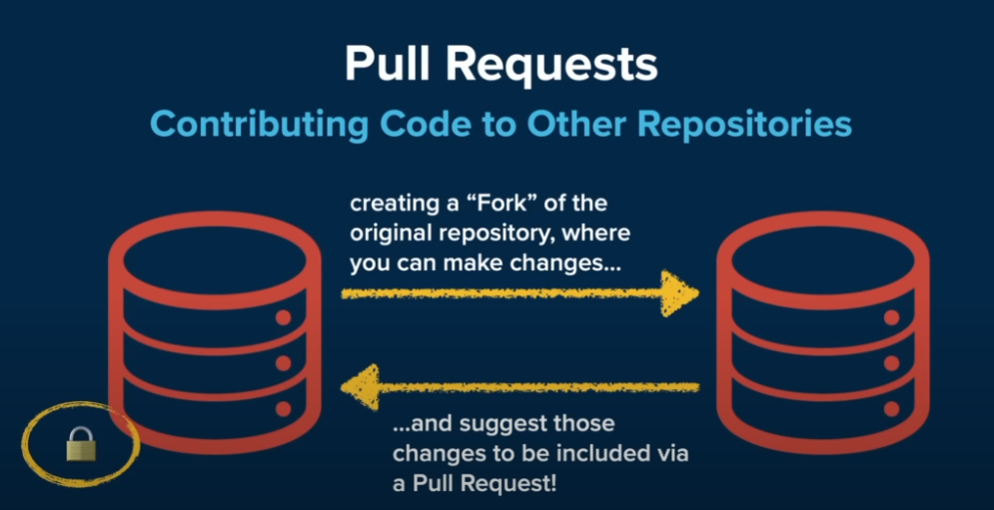 Pull Requests
Contributing Code to Other Repositories
creating a “Fork” of the
original repository, where
you can make changes...
...and suggest those
changes to be included via
a Pull Request!